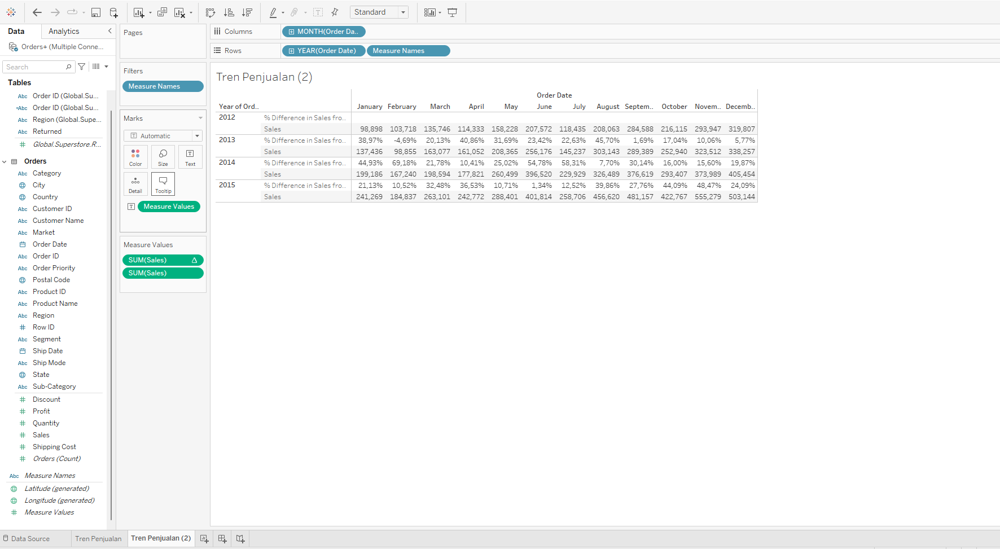 Standard
Data
Analytics
Orders+ (Multiple Conne...
Search
Tables
Abc Order ID (Global.Su...
=Abc Order ID (Global.Su...
Abc Region (Global.Supe...
Abc Returned
# Global.Superstore.R...
Orders
Abc Category
City
Country
Abc Customer ID
Abc Customer Name
Abc Market
Order Date
Abc Order ID
Abc Order Priority
Postal Code
Abc Product ID
Abc Product Name
Abc Region
# Row ID
Abc Segment
Ship Date
Abc Ship Mode
State
Abc Sub-Category
# Discount
# Profit
# Quantity
# Sales
# Shipping Cost
# Orders (Count)
Abc Measure Names
Latitude (generated)
Longitude (generated)
# Measure Values
Pages
Filters
Measure Names
Marks
T Automatic
Color Size Text
Detail Tooltip
T Measure Values
Measure Values
SUM(Sales) Δ
SUM(Sales)
Columns MONTH(Order Da..
Rows YEAR(Order Date) Measure Names
Tren Penjualan (2)
Order Date
Year of Ord.. January February March April May June July August Septem.. October Novem.. Decemb..
2012 % Difference in Sales fro..
Sales 98,898 103,718 135,746 114,333 158,228 207,572 118,435 208,063 284,588 216,115 293,947 319,807
2013 % Difference in Sales fro.. 38,97% -4,69% 20,13% 40,86% 31,69% 23,42% 22,63% 45,70% 1,69% 17,04% 10,06% 5,77%
Sales 137,436 98,855 163,077 161,052 208,365 256,176 145,237 303,143 289,389 252,940 323,512 338,257
2014 % Difference in Sales fro.. 44,93% 69,18% 21,78% 10,41% 25,02% 54,78% 58,31% 7,70% 30,14% 16,00% 15,60% 19,87%
Sales 199,186 167,240 198,594 177,821 260,499 396,520 229,929 326,489 376,619 293,407 373,989 405,454
2015 % Difference in Sales fro.. 21,13% 10,52% 32,48% 36,53% 10,71% 1,34% 12,52% 39,86% 27,76% 44,09% 48,47% 24,09%
Sales 241,269 184,837 263,101 242,772 288,401 401,814 258,706 456,620 481,157 422,767 555,279 503,144
Data Source
Tren Penjualan
Tren Penjualan (2)